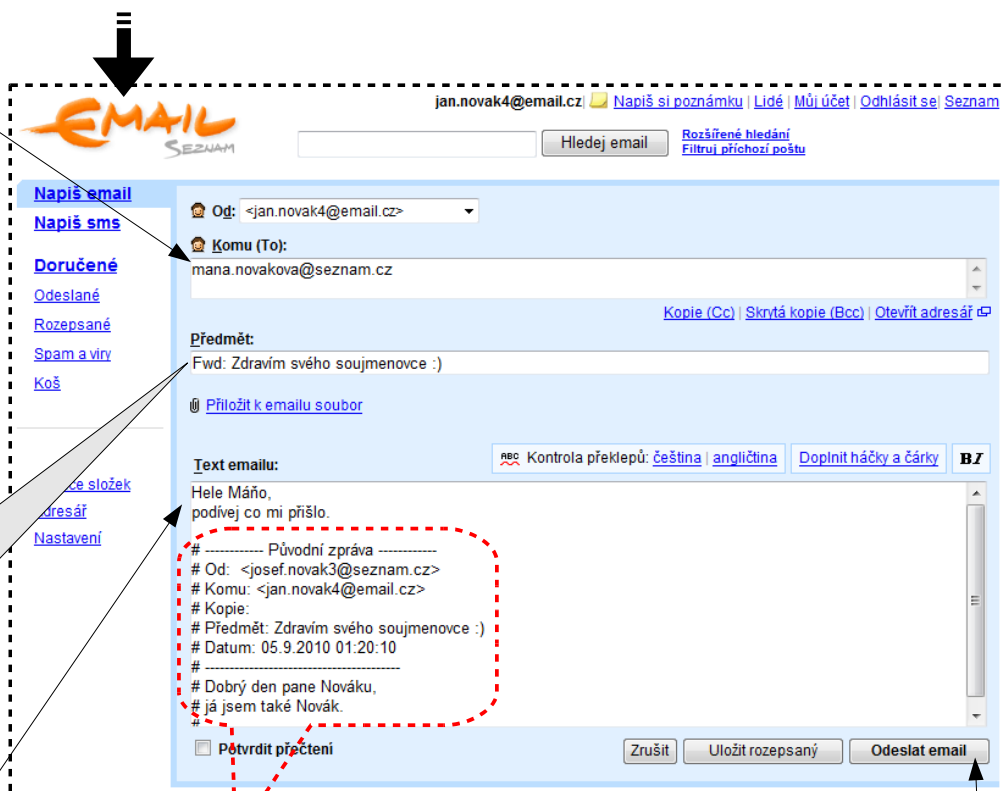 EMAIL
SEZNAM
jan.novak4@email.cz| Napiš si poznámku | Lidé | Můj účet | Odhlásit se| Seznam
Hledej email
Rozšířené hledání
Filtruj příchozí poštu
Napiš email
Napiš sms
Doručené
Odeslané
Rozepsané
Spam a viry
Koš
ce složek
dresář
Nastavení
Od: <jan.novak4@email.cz>
Komu (To):
mana.novakova@seznam.cz
Kopie (Cc) | Skrytá kopie (Bcc) | Otevřít adresář
Předmět:
Fwd: Zdravím svého soujmenovce :)
Přiložit k emailu soubor
Text emailu:
ABC Kontrola překlepů: čeština | angličtina
Doplnit háčky a čárky
BI
Hele Máňo,
podívej co mi přišlo.
# ------------ Původní zpráva ------------
# Od: <josef.novak3@seznam.cz>
# Komu: <jan.novak4@email.cz>
# Kopie:
# Předmět: Zdravím svého soujmenovce :)
# Datum: 05.9.2010 01:20:10
# ----------------------------------------
# Dobrý den pane Nováku,
# já jsem také Novák.
#
Potvrdit přečtení
Zrušit
Uložit rozepsaný
Odeslat email